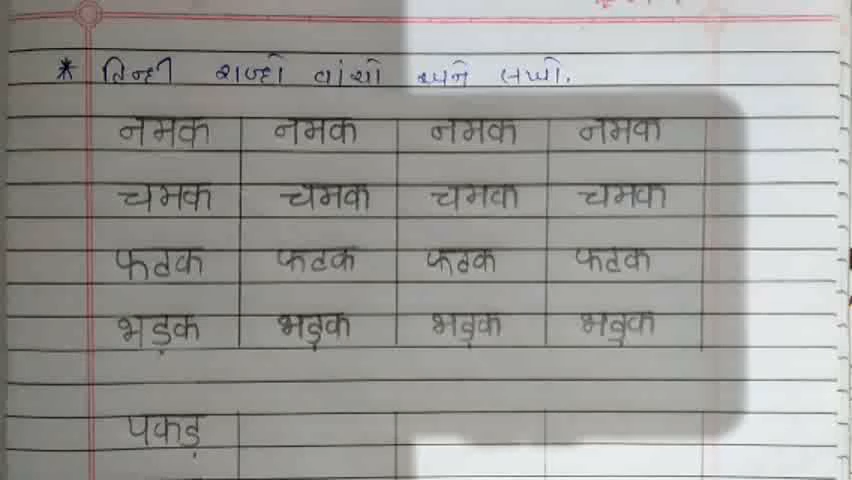 * હિન્દી શબ્દો વાંચો અને લખો.
नमक नमक नमक नमक
चमक चमक चमक चमक
फटक फटक फटक फटक
भड़क भड़क भड़क भड़क
पकड़